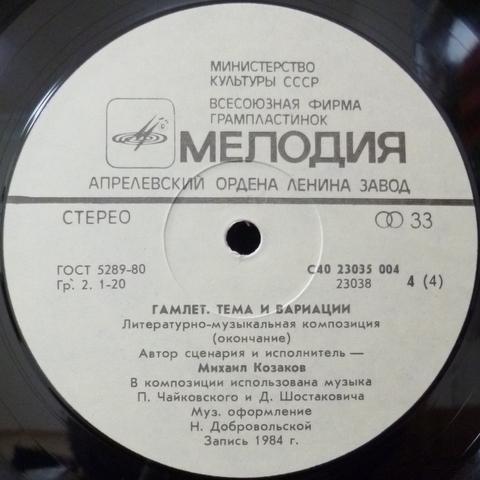 МИНИСТЕРСТВО
КУЛЬТУРЫ СССР
ВСЕСОЮЗНАЯ ФИРМА
ГРАМПЛАСТИНОК
МЕЛОДИЯ
АПРЕЛЕВСКИЙ ОРДЕНА ЛЕНИНА ЗАВОД
СТЕРЕО 33
ГОСТ 5289-80 С40 23035 004
Гр. 2. 1-20 23038 4 (4)
ГАМЛЕТ. ТЕМА И ВАРИАЦИИ
Литературно-музыкальная композиция
(окончание)
Автор сценария и исполнитель —
Михаил Козаков
В композиции использована музыка
П. Чайковского и Д. Шостаковича
Муз. оформление
Н. Добровольской
Запись 1984 г.